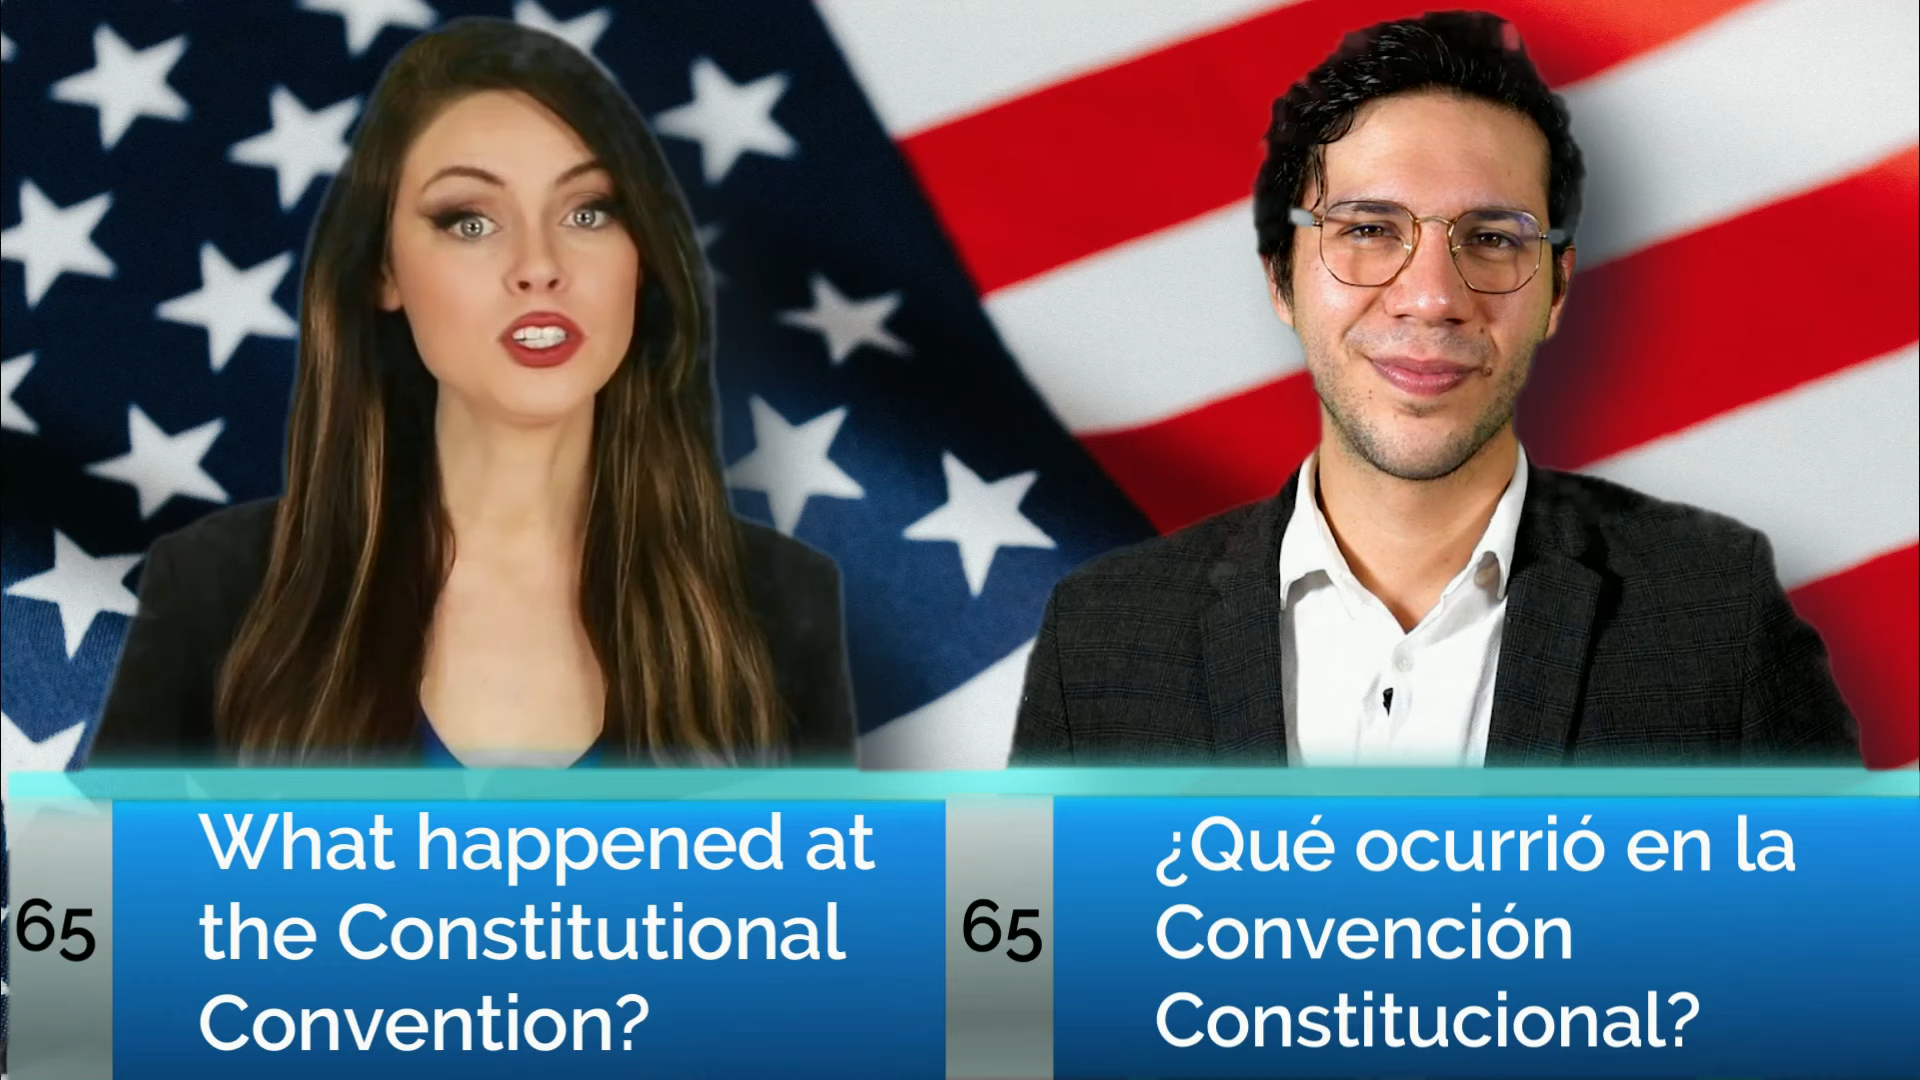 65
What happened at
the Constitutional
Convention?
65
¿Qué ocurrió en la
Convención
Constitucional?